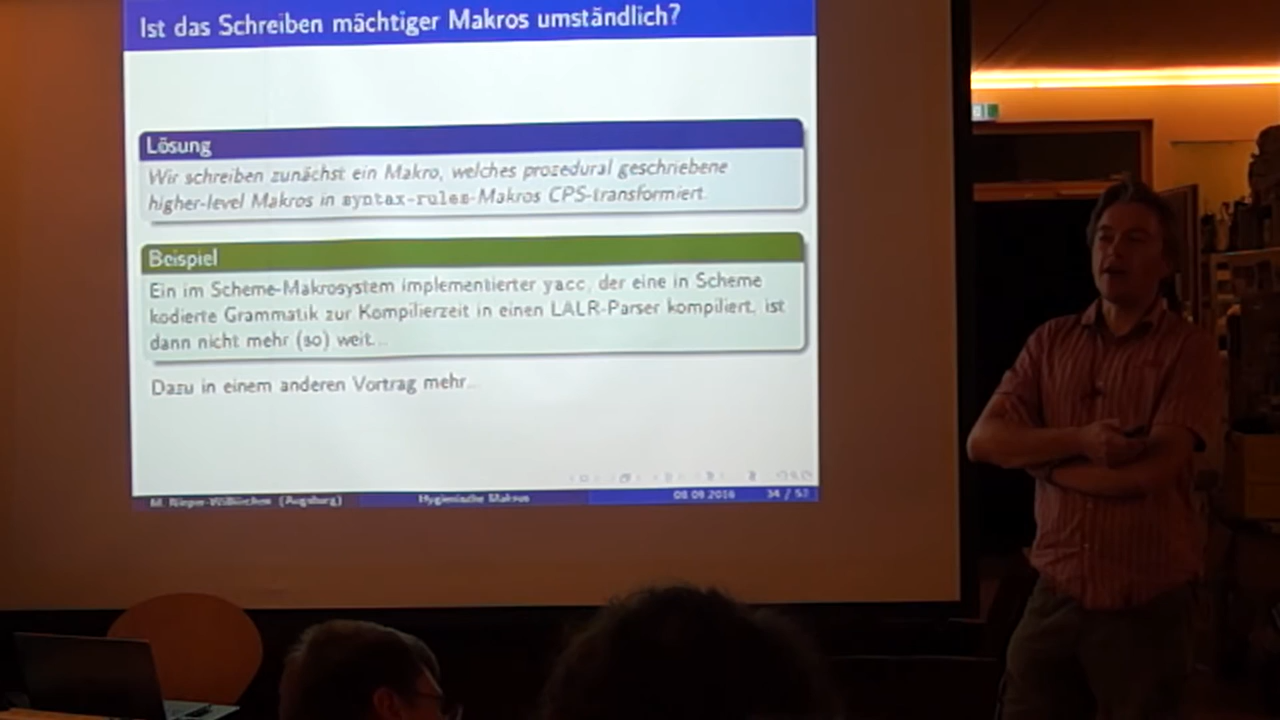 Ist das Schreiben mächtiger Makros umständlich?
Lösung
Wir schreiben zunächst ein Makro, welches prozedural geschriebene
higher-level Makros in syntax-rules-Makros CPS-transformiert.
Beispiel
Ein im Scheme-Makrosystem implementierter yacc, der eine in Scheme
kodierte Grammatik zur Kompilierzeit in einen LALR-Parser kompiliert, ist
dann nicht mehr (so) weit...
Dazu in einem anderen Vortrag mehr...
M. (Augsburg) Hygienische Makros 08.09.2016 34 / 52